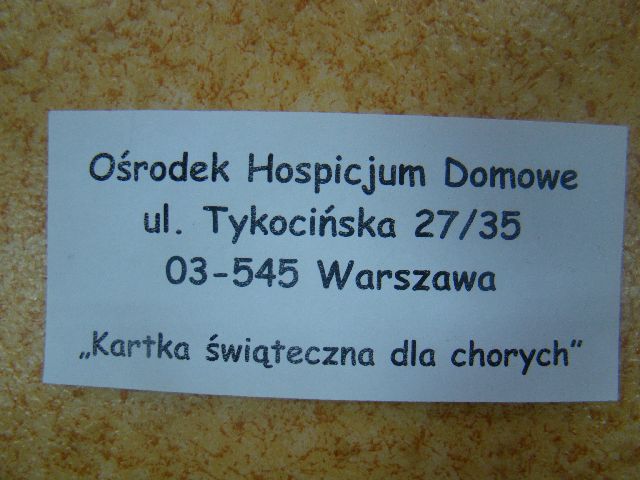 Ośrodek Hospicjum Domowe
ul. Tykocińska 27/35
03-545 Warszawa
„Kartka świąteczna dla chorych"